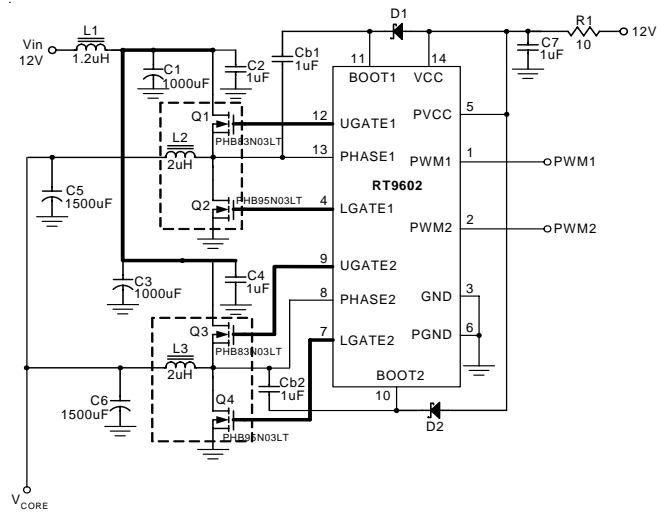 D1
L1
R1
Vin
12V
1.2uH
Cb1
1uF
C2
1uF
C7
1uF
10
12V
C1
1000uF
11
14
BOOT1
VCC
Q1
12
UGATE1
PVCC
5
PHB83N03LT
L2
2uH
13
PHASE1
PWM1
1
PWM1
RT9602
C5
1500uF
Q2
PHB95N03LT
4
LGATE1
PWM2
2
PWM2
9
UGATE2
C4
1uF
C3
1000uF
8
PHASE2
GND
3
Q3
7
LGATE2
PGND
6
PHB83N03LT
L3
2uH
BOOT2
Cb2
1uF
10
C6
1500uF
Q4
D2
PHB95N03LT
VCORE